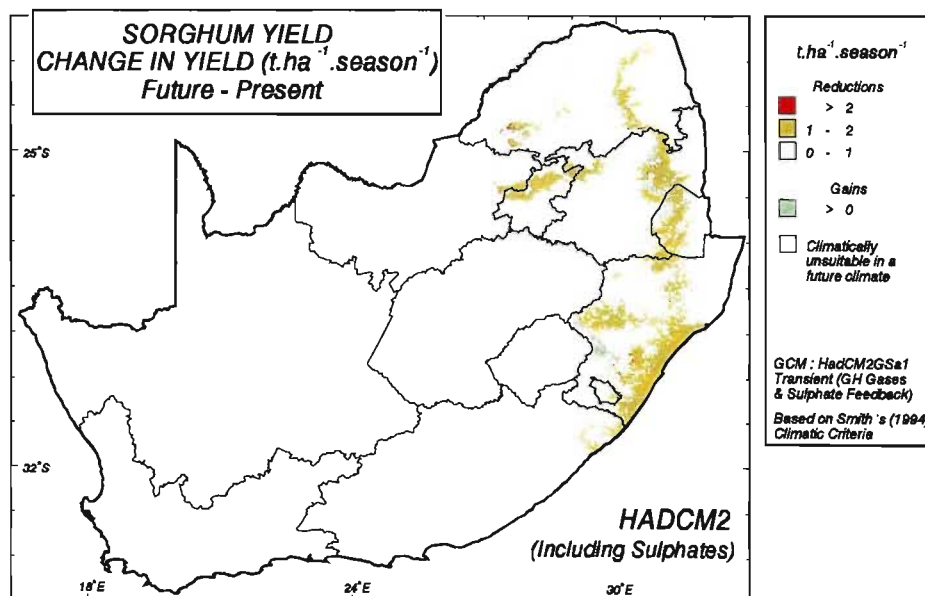 SORGHUM YIELD
CHANGE IN YIELD (t.ha⁻¹.season⁻¹)
Future - Present
25°S
32°S
18°E
24°E
30°E
HADCM2
(Including Sulphates)
t.ha⁻¹.season⁻¹
Reductions
> 2
1 - 2
0 - 1
Gains
> 0
Climatically
unsuitable in a
future climate
GCM : HadCM2GSa1
Transient (GH Gases
& Sulphate Feedback)
Based on Smith 's (1994)
Climatic Criteria